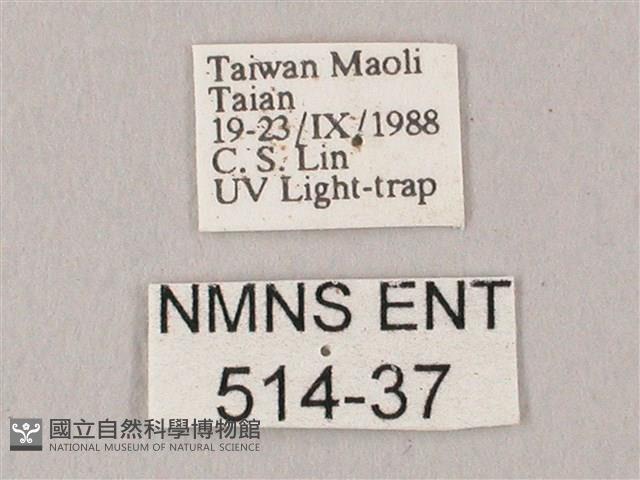 Taiwan Maoli
Taian
19-23/IX/1988
C. S. Lin
UV Light-trap
NMNS ENT
514-37
國立自然科學博物館
NATIONAL MUSEUM OF NATURAL SCIENCE